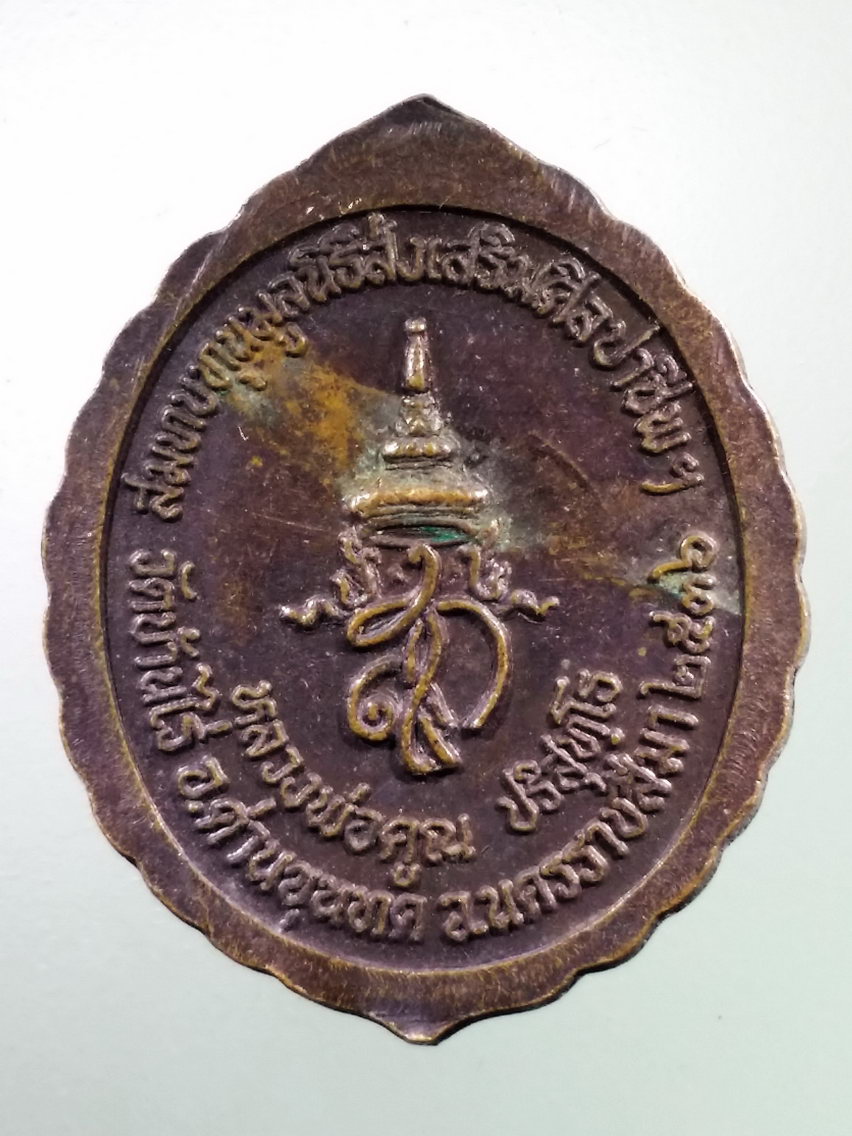 สมทบทุนมูลนิธิส่งเสริมศิลปาชีพฯ
หลวงพ่อคูณ ปริสุทฺโธ
วัดบ้านไร่ อ.ด่านขุนทด จ.นครราชสีมา ๒๕๓๖